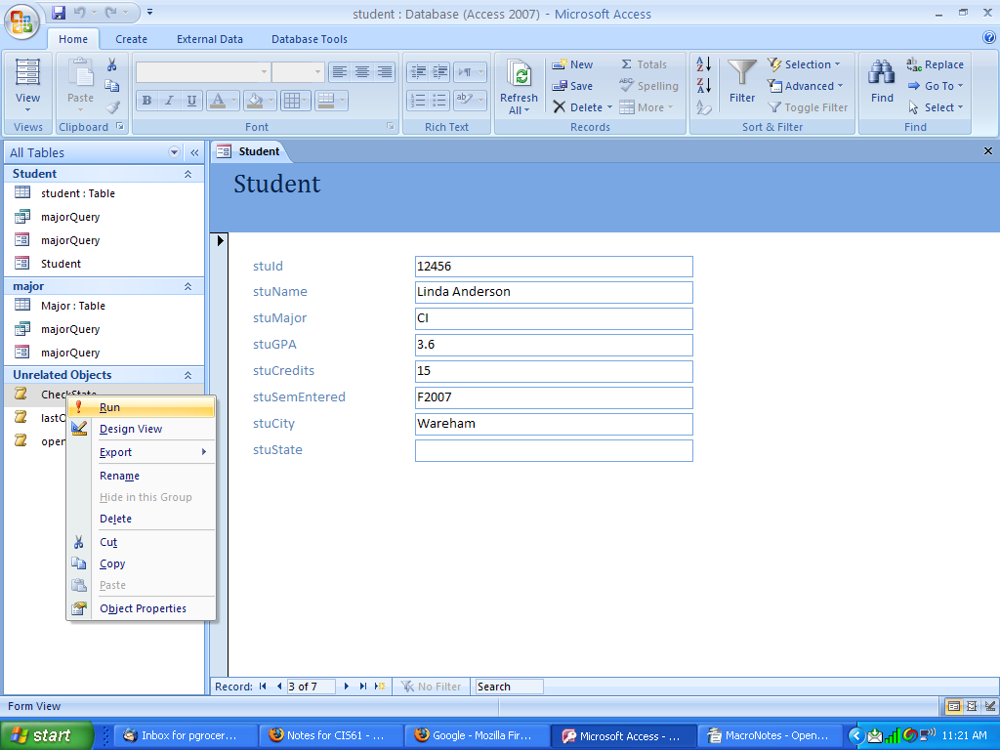 student : Database (Access 2007) - Microsoft Access
Home Create External Data Database Tools
View
Views
Paste
Clipboard
B I U A
Font
ab
Rich Text
Refresh All
New
Save
Delete
Σ Totals
ABC Spelling
More
Records
A Z
Z A
Filter
Selection
Advanced
Toggle Filter
Sort & Filter
Find
Replace
Go To
Select
Find
All Tables «
Student
student : Table
majorQuery
majorQuery
Student
major
Major : Table
majorQuery
majorQuery
Unrelated Objects
CheckState
Run
Design View
Export
Rename
Hide in this Group
Delete
Cut
Copy
Paste
Object Properties
Student
Student
stuId 12456
stuName Linda Anderson
stuMajor CI
stuGPA 3.6
stuCredits 15
stuSemEntered F2007
stuCity Wareham
stuState
Record: 3 of 7 No Filter Search
Form View
start Inbox for pgrocer... Notes for CIS61 - ... Google - Mozilla Firef... Microsoft Access - ... MacroNotes - Open... 11:21 AM